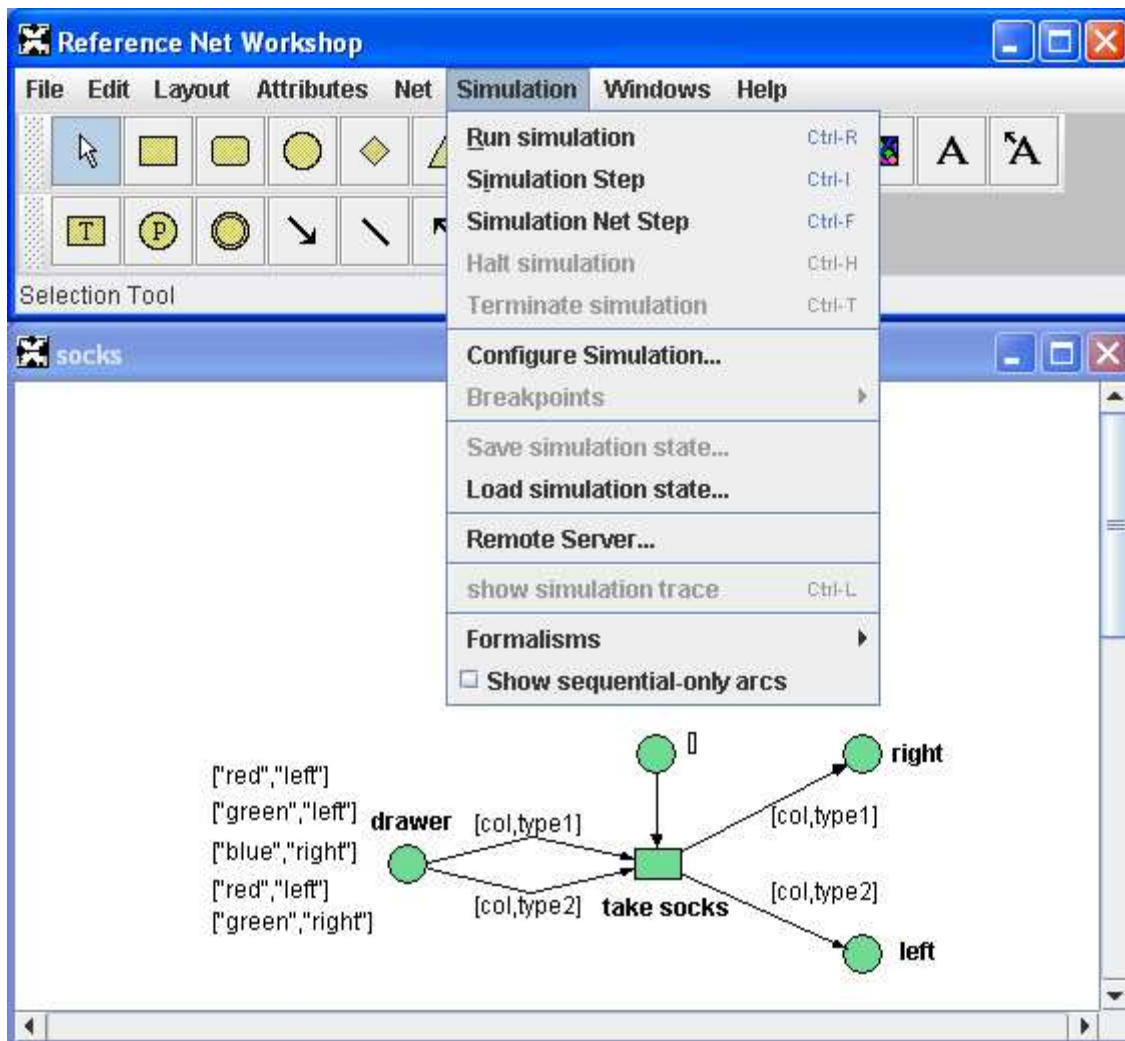 Reference Net Workshop
File Edit Layout Attributes Net Simulation Windows Help
A A
T P
Selection Tool
Run simulation Ctrl-R
Simulation Step Ctrl-I
Simulation Net Step Ctrl-F
Halt simulation Ctrl-H
Terminate simulation Ctrl-T
Configure Simulation...
Breakpoints
Save simulation state...
Load simulation state...
Remote Server...
show simulation trace Ctrl-L
Formalisms
Show sequential-only arcs
socks
["red","left"]
["green","left"]
["blue","right"]
["red","left"]
["green","right"]
drawer
[col,type1]
[col,type2]
[]
take socks
[col,type1]
[col,type2]
right
left